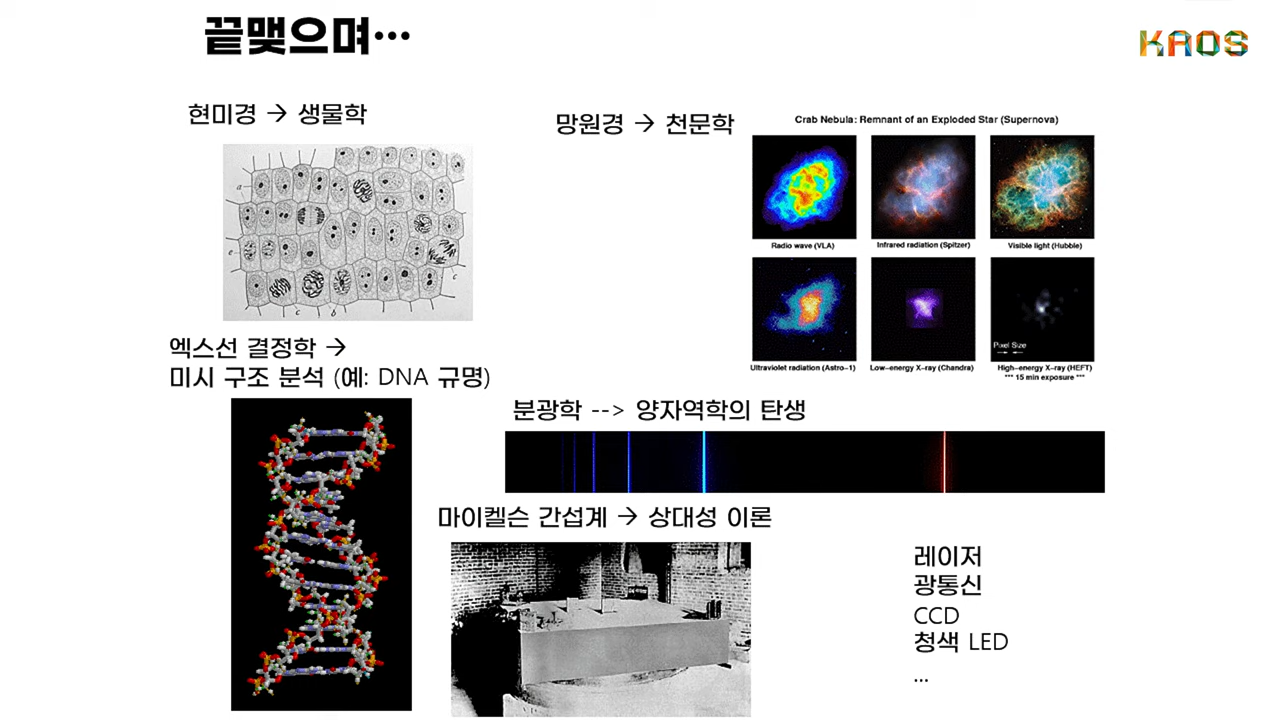 끝맺으며…
KAOS
현미경 → 생물학
a
e
c
c
b
망원경 → 천문학
Crab Nebula: Remnant of an Exploded Star (Supernova)
Radio wave (VLA)
Infrared radiation (Spitzer)
Visible light (Hubble)
Ultraviolet radiation (Astro-1)
Low-energy X-ray (Chandra)
Pixel Size
High-energy X-ray (HEFT)
*** 15 min exposure ***
엑스선 결정학 →
미시 구조 분석 (예: DNA 규명)
분광학 --> 양자역학의 탄생
마이켈슨 간섭계 → 상대성 이론
레이저
광통신
CCD
청색 LED
...